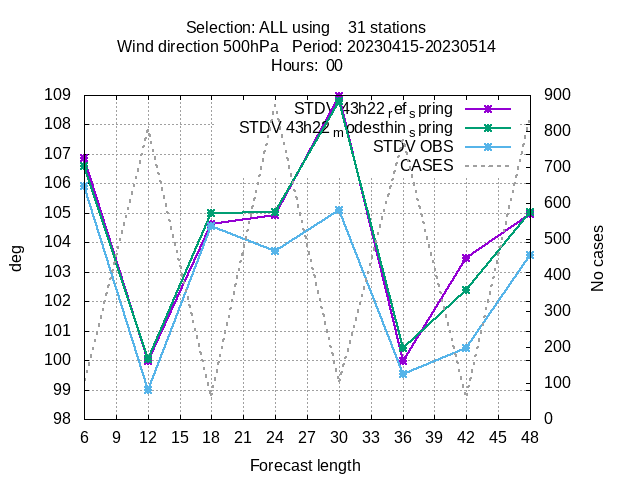 Selection: ALL using 31 stations
Wind direction 500hPa Period: 20230415-20230514
Hours: 00
STDV 43h22_ref_spring
STDV 43h22_modesthin_spring
STDV OBS
CASES
109
108
107
106
105
104
103
102
101
100
99
98
deg
900
800
700
600
500
400
300
200
100
0
No cases
6 9 12 15 18 21 24 27 30 33 36 39 42 45 48
Forecast length